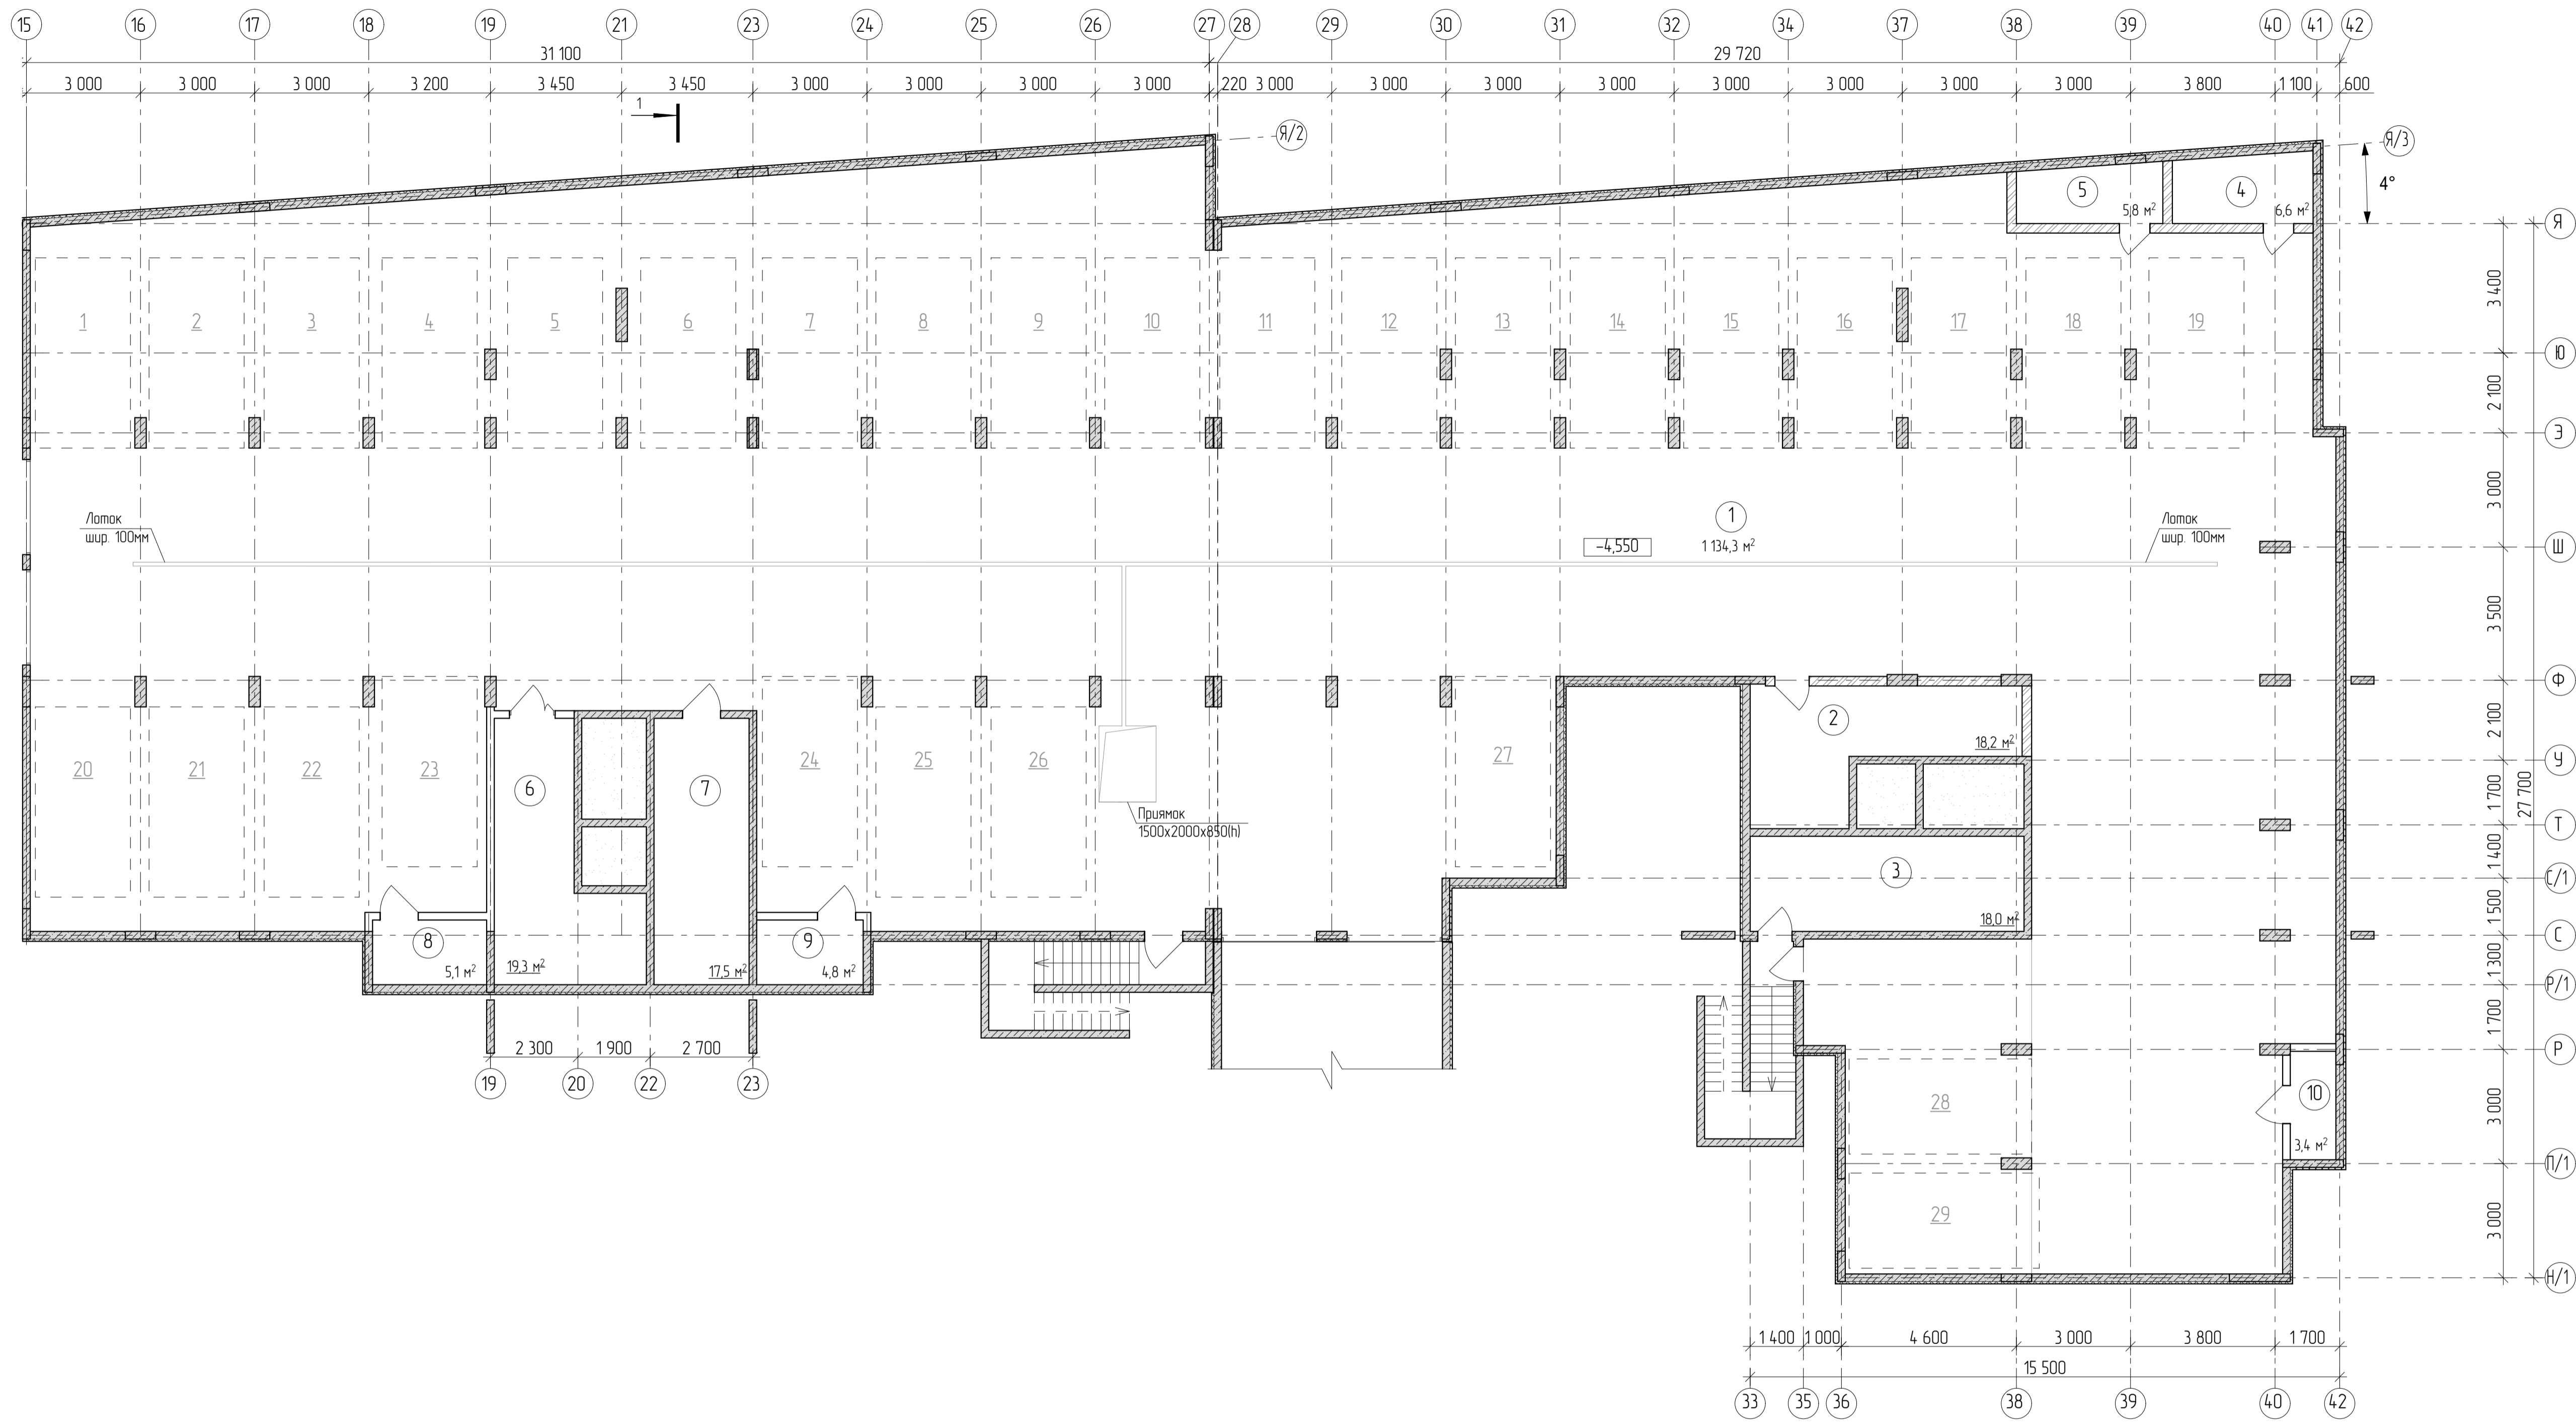 15 16 17 18 19 21 23 24 25 26 27 28 29 30 31 32 34 37 38 39 40 41 42
31 100 29 720
3 000 3 000 3 000 3 200 3 450 3 450 3 000 3 000 3 000 3 000 220 3 000 3 000 3 000 3 000 3 000 3 000 3 000 3 000 3 800 1 100 600
1
Я/2
Я/3
4°
5
5,8 м²
4
6,6 м²
Я
3 400
1 2 3 4 5 6 7 8 9 10 11 12 13 14 15 16 17 18 19
Ю
2 100
Э
3 000
Лоток
шир. 100мм
1
-4,550
1 134,3 м²
Лоток
шир. 100мм
Ш
3 500
Ф
2
18,2 м²
2 100
У
20 21 22 23
6
7
24 25 26
27
1 700
27 700
Приямок
1500х2000х850(h)
Т
1 400
3
18,0 м²
С/1
1 500
С
8
5,1 м²
19,3 м²
17,5 м²
9
4,8 м²
1 300
Р/1
1 700
2 300 1 900 2 700
Р
19 20 22 23
28
10
3,4 м²
3 000
П/1
29
3 000
Н/1
1 400 1 000 4 600 3 000 3 800 1 700
15 500
33 35 36 38 39 40 42